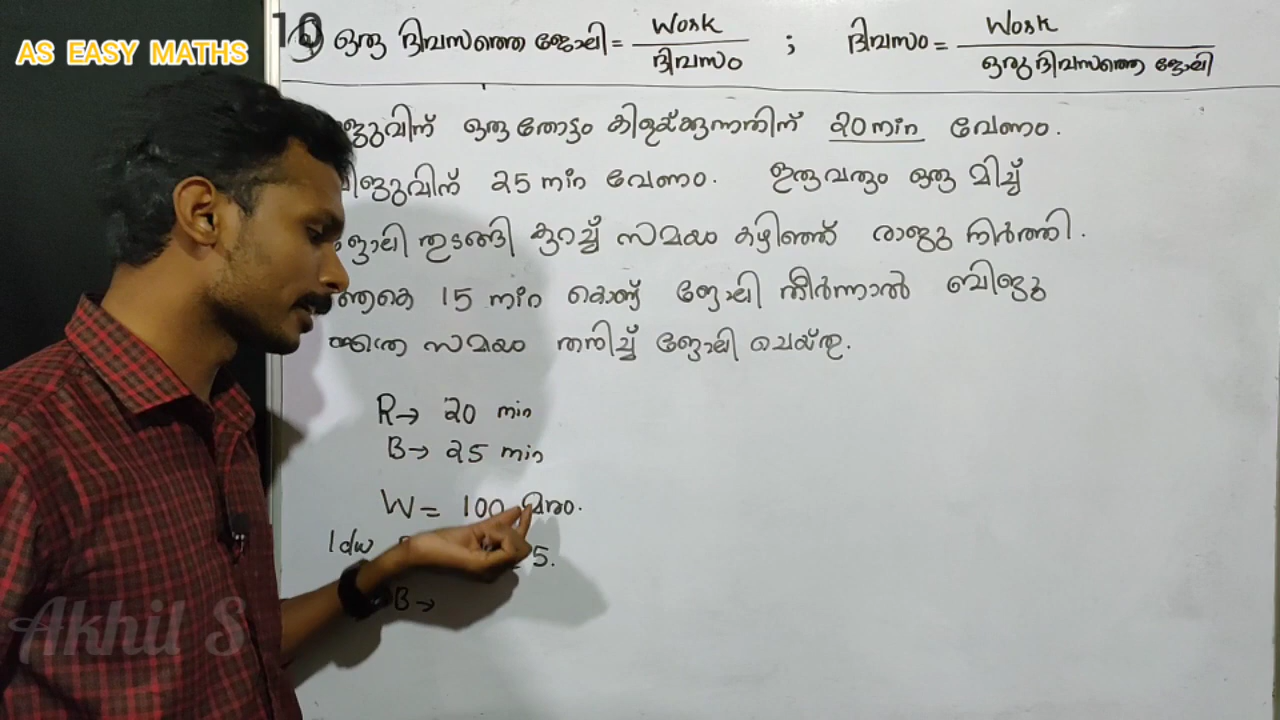 AS EASY MATHS
10
ഒരു ദിവസത്തെ ജോലി = Work / ദിവസം ; ദിവസം = Work / ഒരുദിവസത്തെ ജോലി
ഒരു തോട്ടം കിളയ്ക്കുന്നതിന് 20 min വേണം.
25 min വേണം. ഇരുവരും ഒരു മിച്ച്
തുടങ്ങി കുറച്ച് സമയം കഴിഞ്ഞ് രാജു നിർത്തി.
15 min കൊണ്ട് ജോലി തീർന്നാൽ ബിജു
സമയം തനിച്ച് ജോലി ചെയ്തു.
R→ 20 min
B→ 25 min
W = 100
1dw 5.
B→
Akhil S